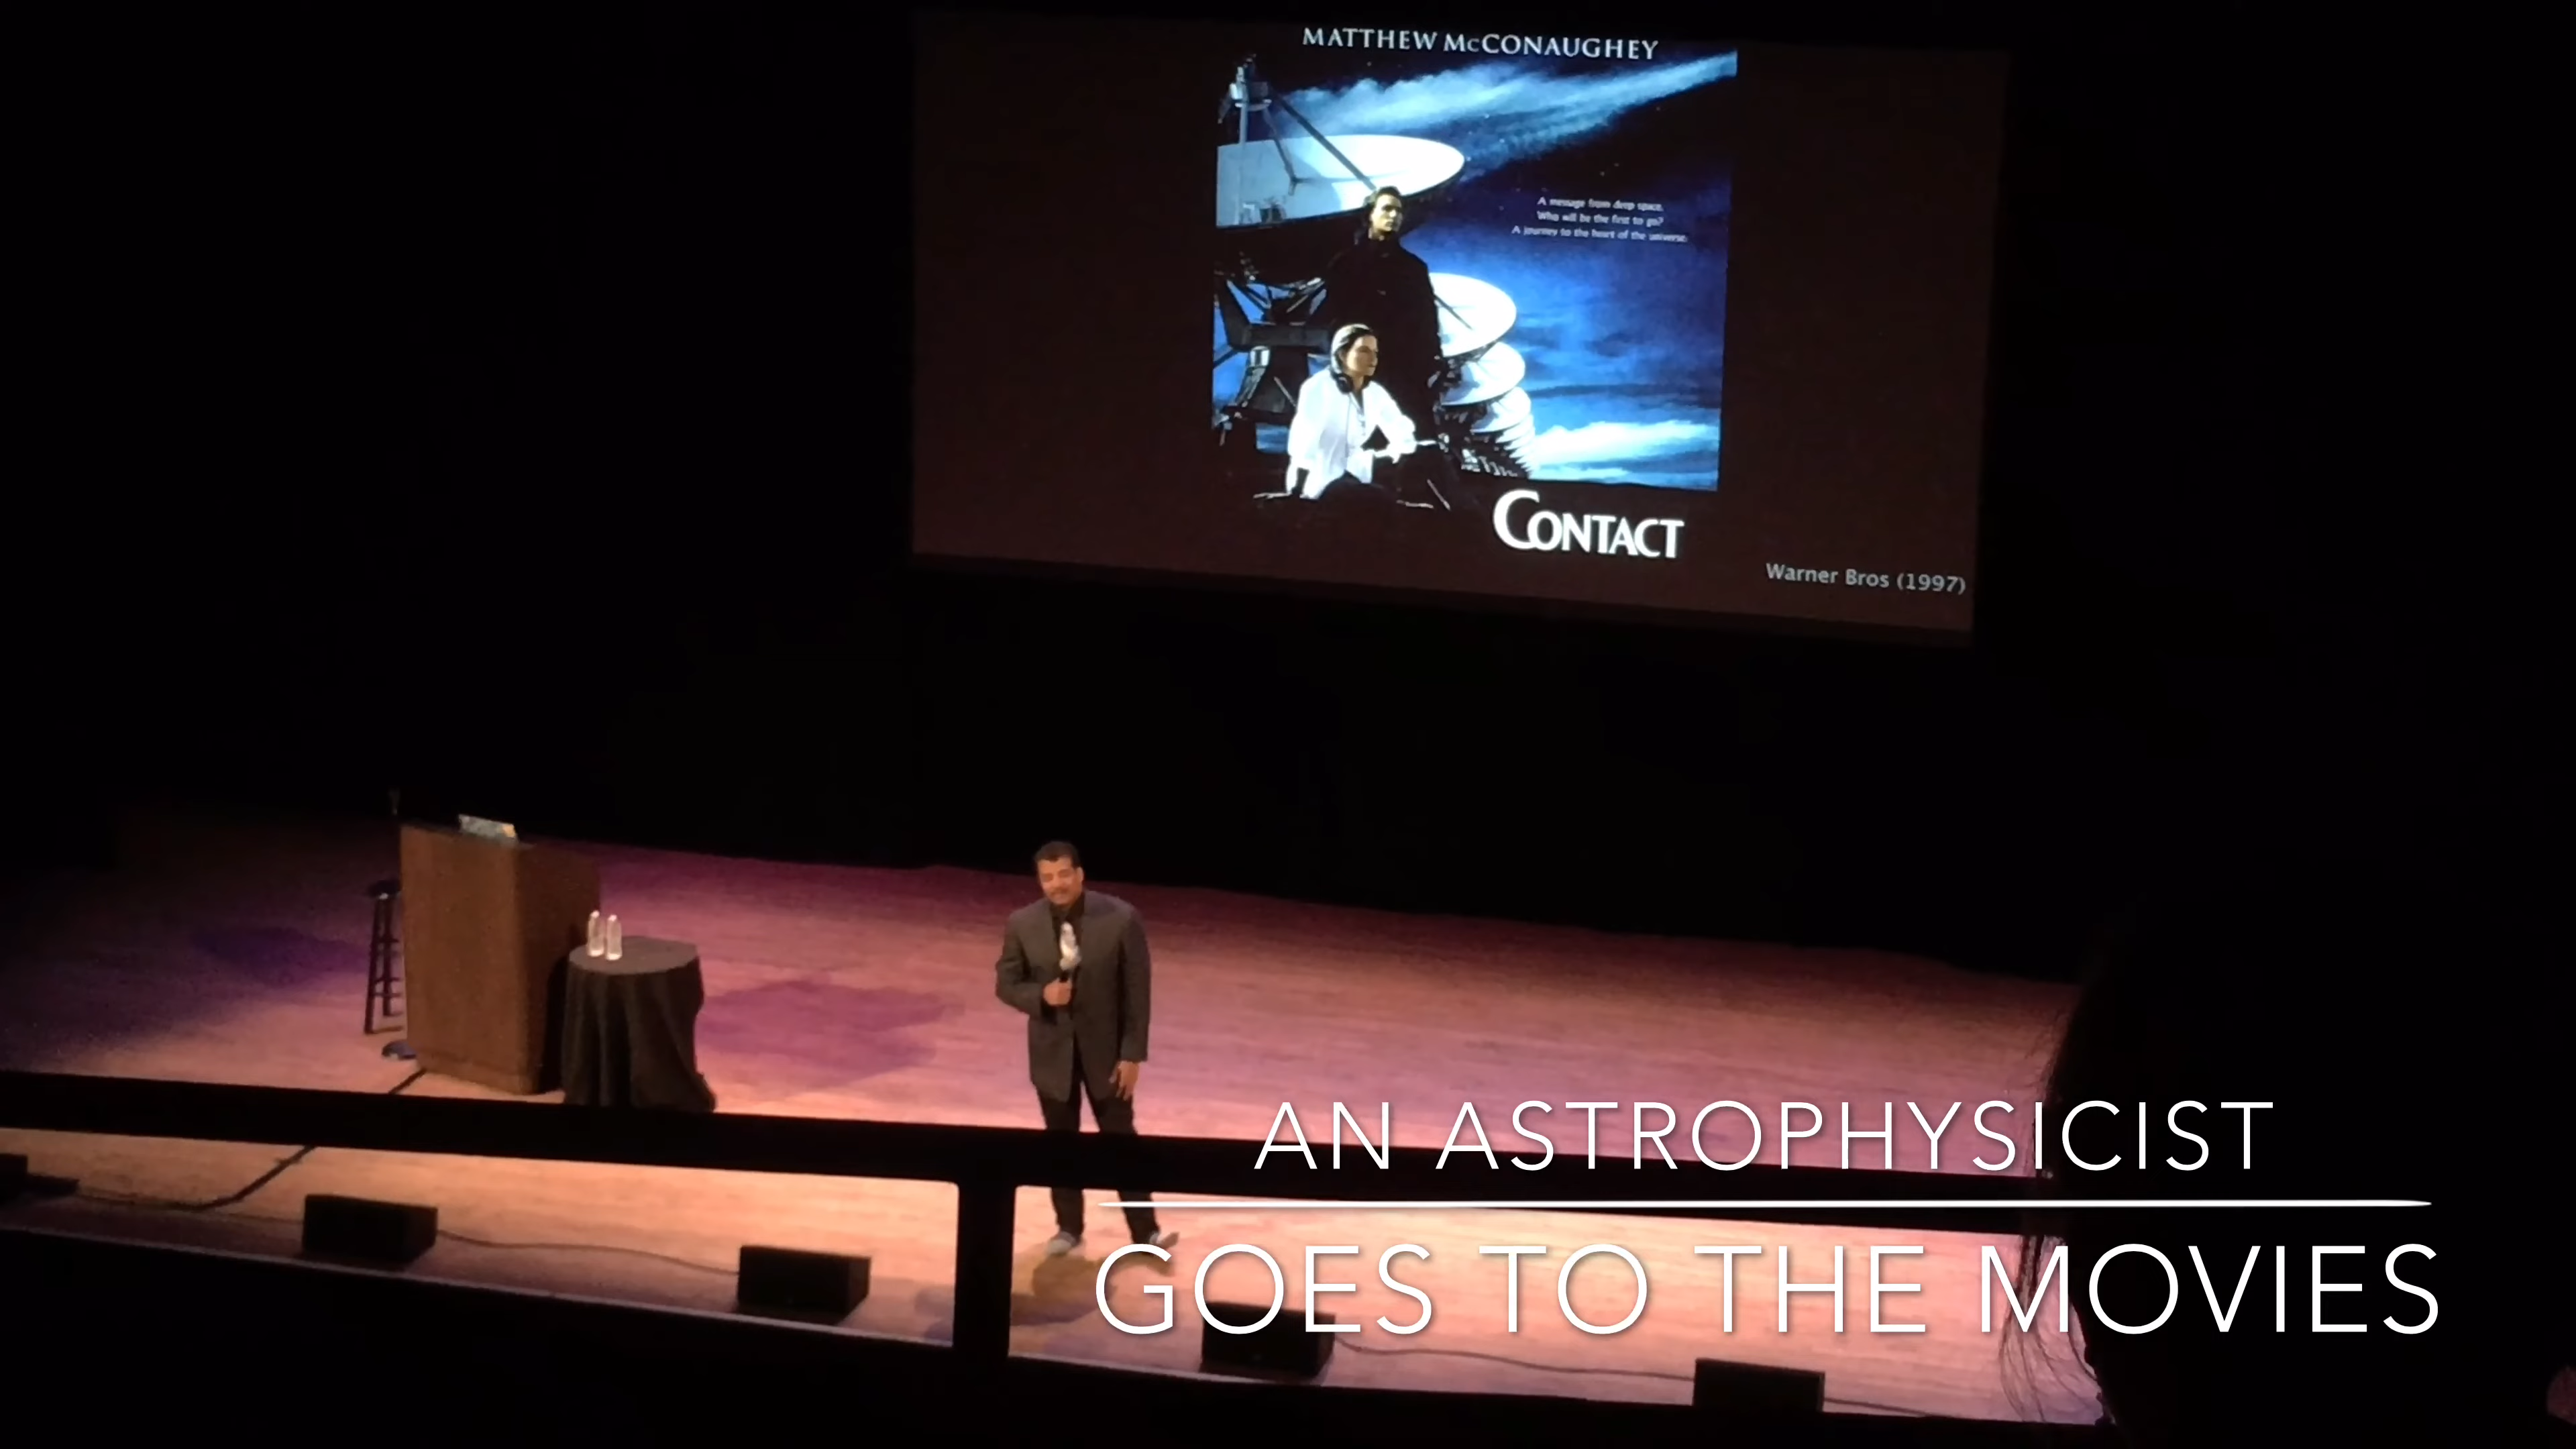 MATTHEW McCONAUGHEY
A message from deep space.
Who will be the first to go?
A journey to the heart of the universe.
CONTACT
Warner Bros (1997)
AN ASTROPHYSICIST
GOES TO THE MOVIES